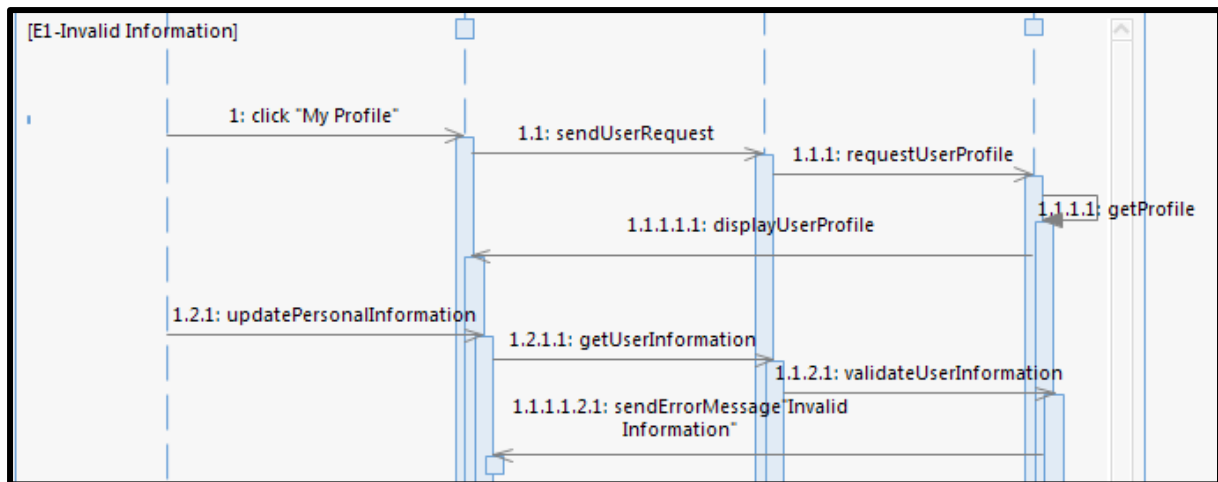 [E1-Invalid Information]
1: click "My Profile"
1.1: sendUserRequest
1.1.1: requestUserProfile
1.1.1.1: getProfile
1.1.1.1.1: displayUserProfile
1.2.1: updatePersonalInformation
1.2.1.1: getUserInformation
1.1.2.1: validateUserInformation
1.1.1.1.2.1: sendErrorMessage"Invalid
Information"